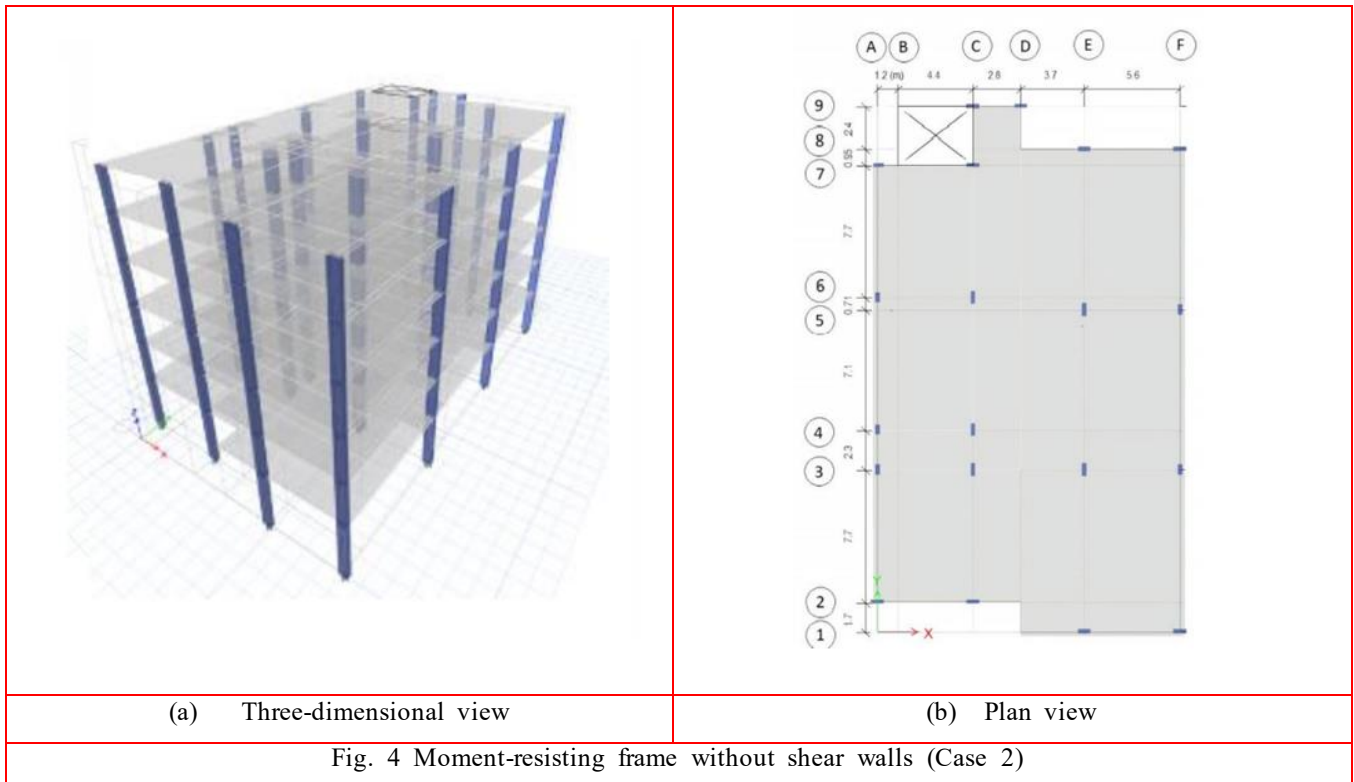 A B C D E F
1.2 (m) 4.4 2.8 3.7 5.6
9
2.4
8
0.95
7
7.7
6
0.71
5
7.1
4
2.3
3
7.7
2
1.7
1
Y
X
(a) Three-dimensional view
(b) Plan view
Fig. 4 Moment-resisting frame without shear walls (Case 2)